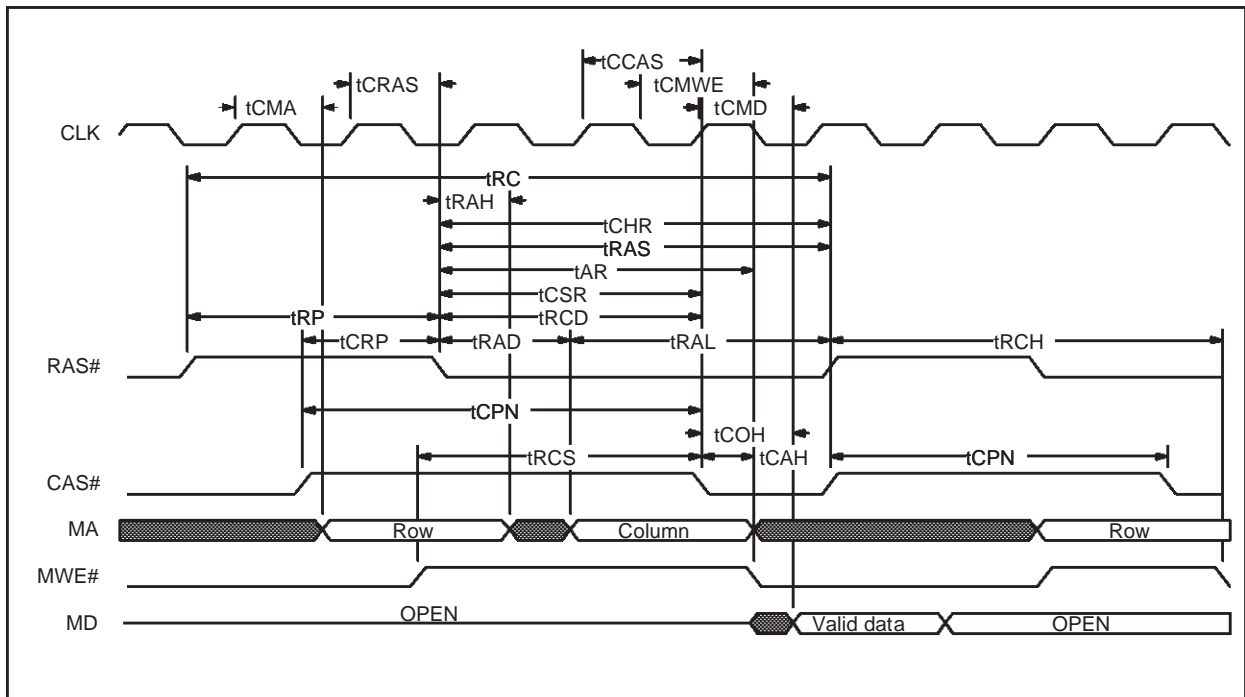 tCCAS
tCRAS
tCMWE
tCMA
tCMD
CLK
tRC
tRAH
tCHR
tRAS
tAR
tCSR
tRP
tRCD
tCRP
tRAD
tRAL
tRCH
RAS#
tCPN
tCOH
tRCS
tCAH
tCPN
CAS#
MA
Row
Column
Row
MWE#
MD
OPEN
Valid data
OPEN